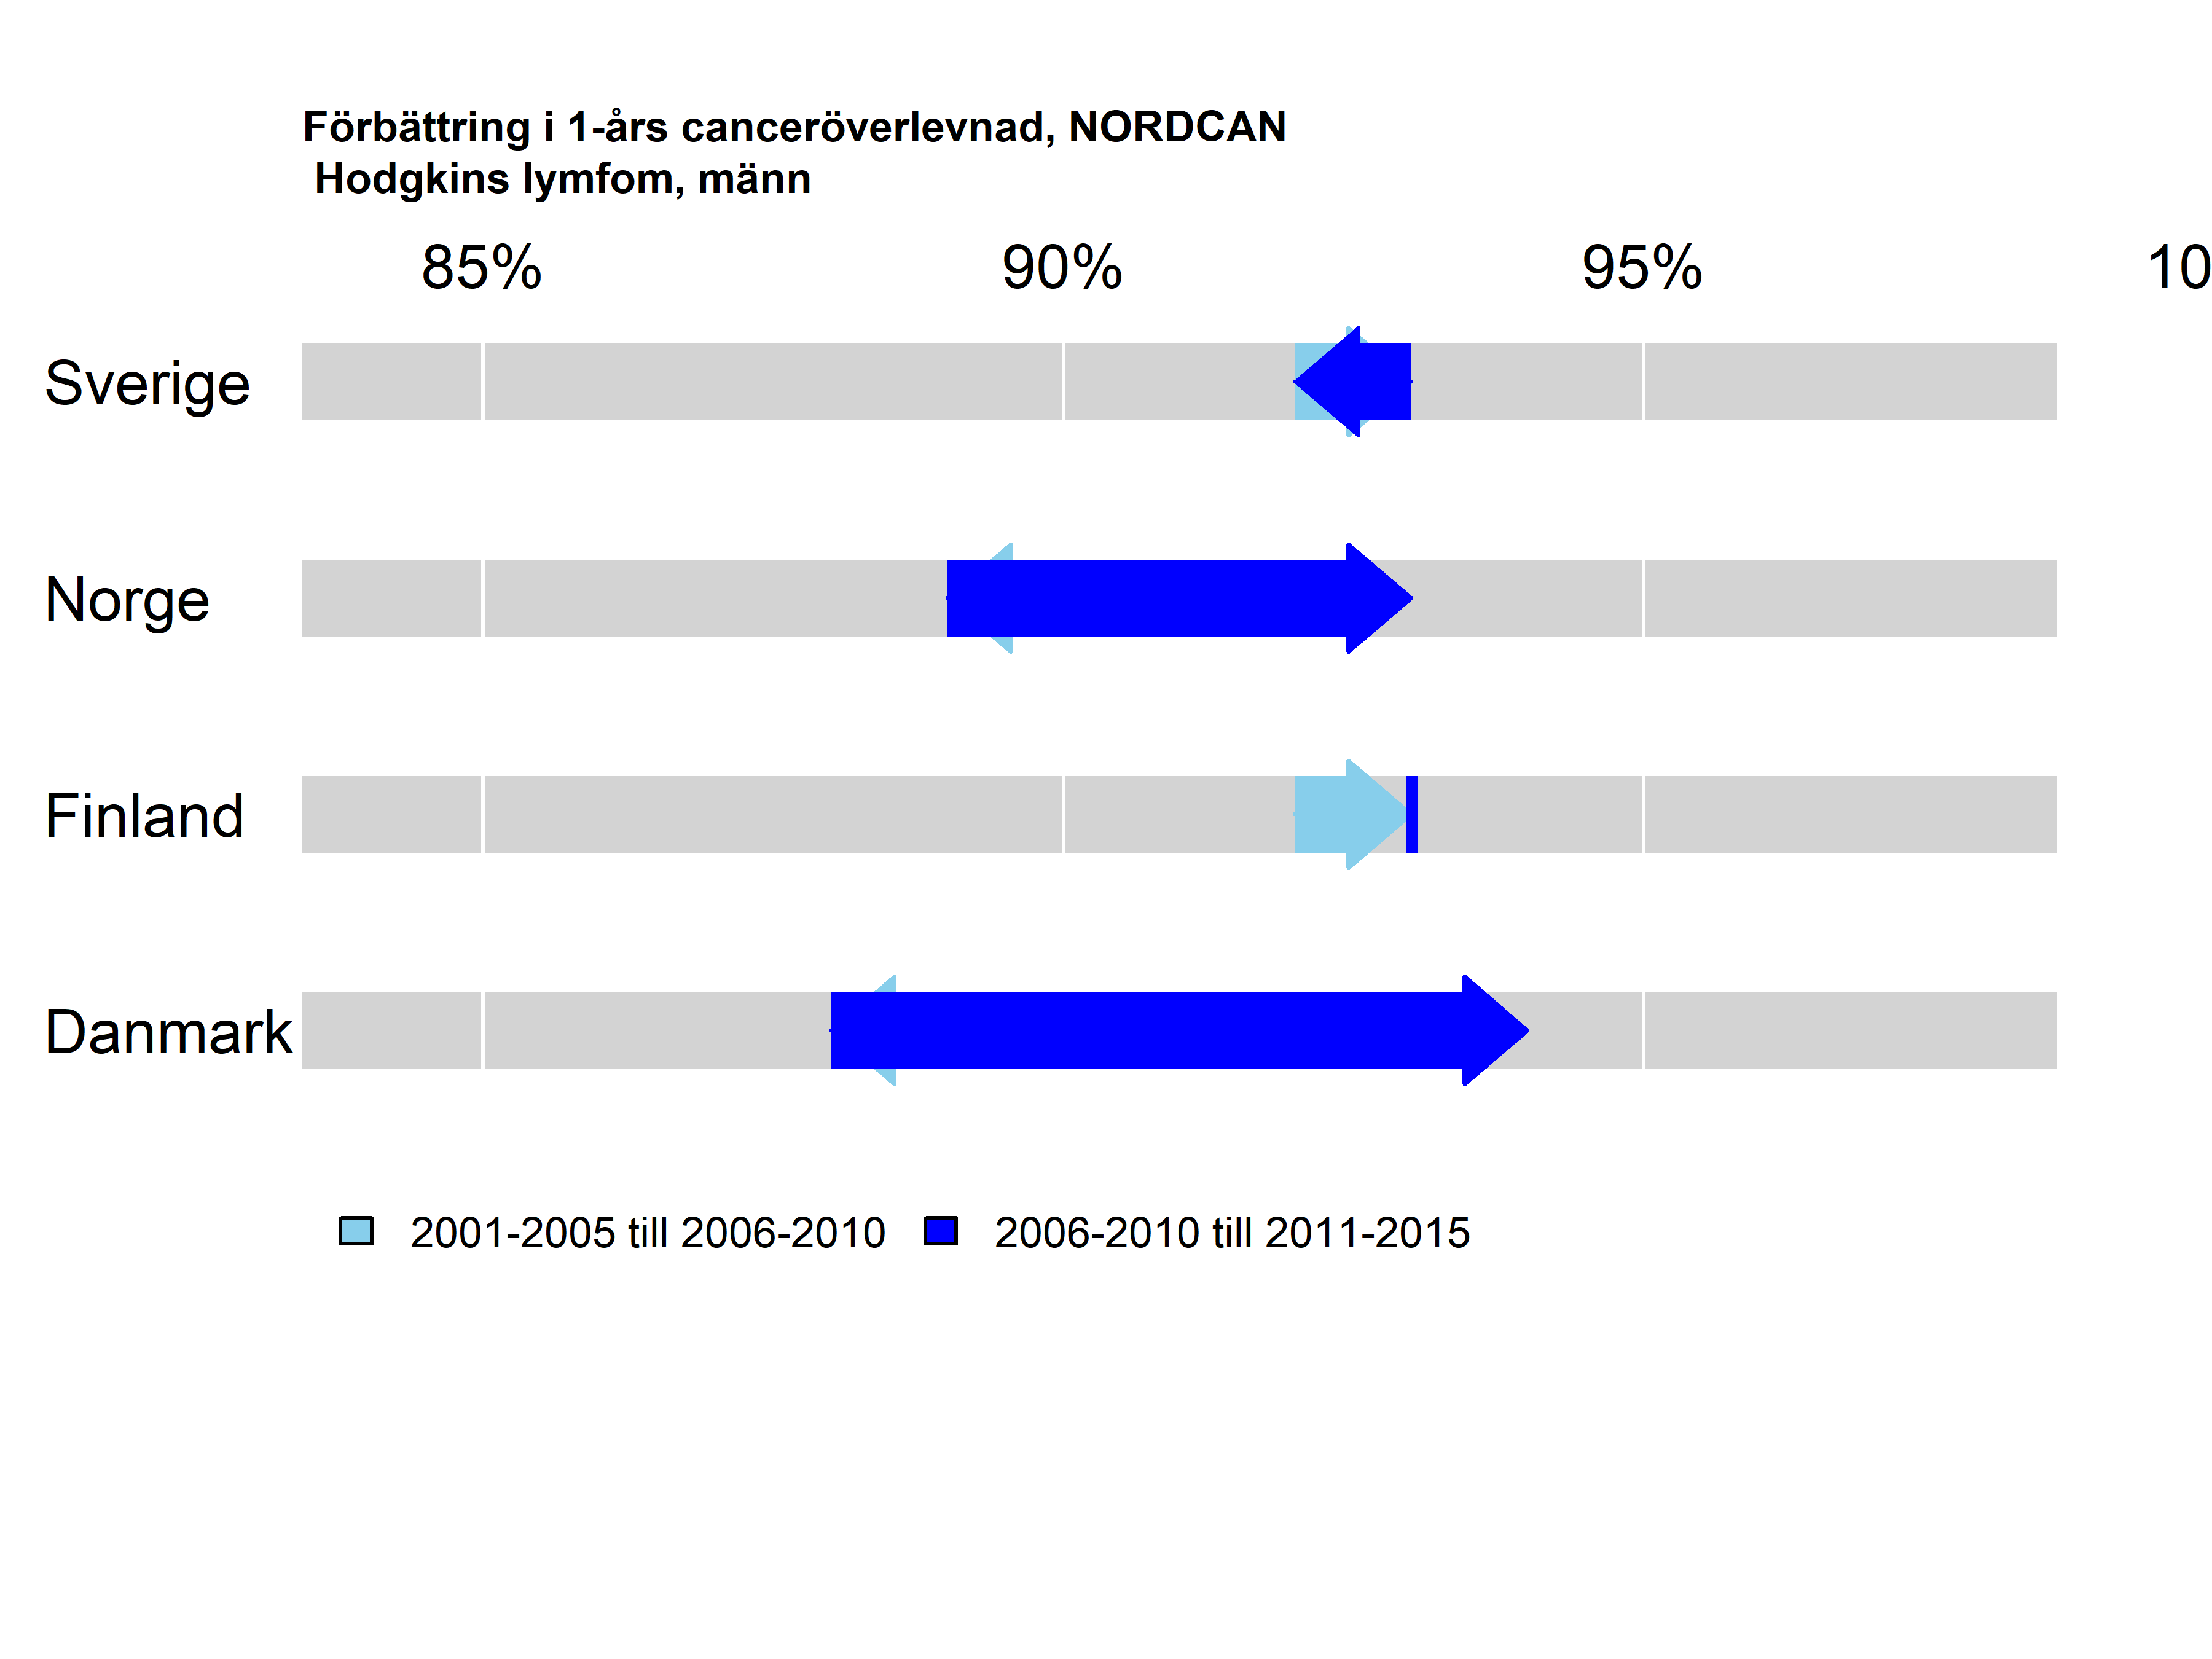 Förbättring i 1-års canceröverlevnad, NORDCAN
Hodgkins lymfom, männ
85% 90% 95% 10
Sverige
Norge
Finland
Danmark
2001-2005 till 2006-2010 2006-2010 till 2011-2015